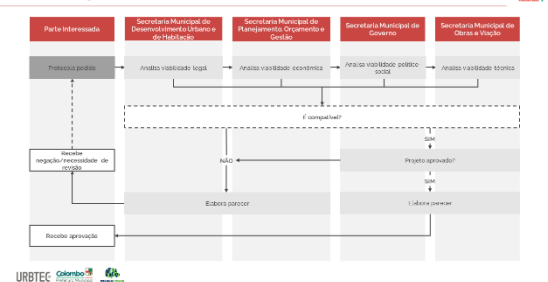 Parte Interessada
Secretaria Municipal de
Desenvolvimento Urbano e
de Habitação
Secretaria Municipal de
Planejamento, Orçamento e
Gestão
Secretaria Municipal de
Governo
Secretaria Municipal de
Obras e Viação
Protocola pedido
Analisa viabilidade legal
Analisa viabilidade econômica
Analisa viabilidade político
social
Analisa viabilidade técnica
É compatível?
SIM
Recebe
negação/necessidade de
revisão
NÃO
Projeto aprovado?
SIM
Elabora parecer
Elabora parecer
Recebe aprovação
URBTEC
Colombo